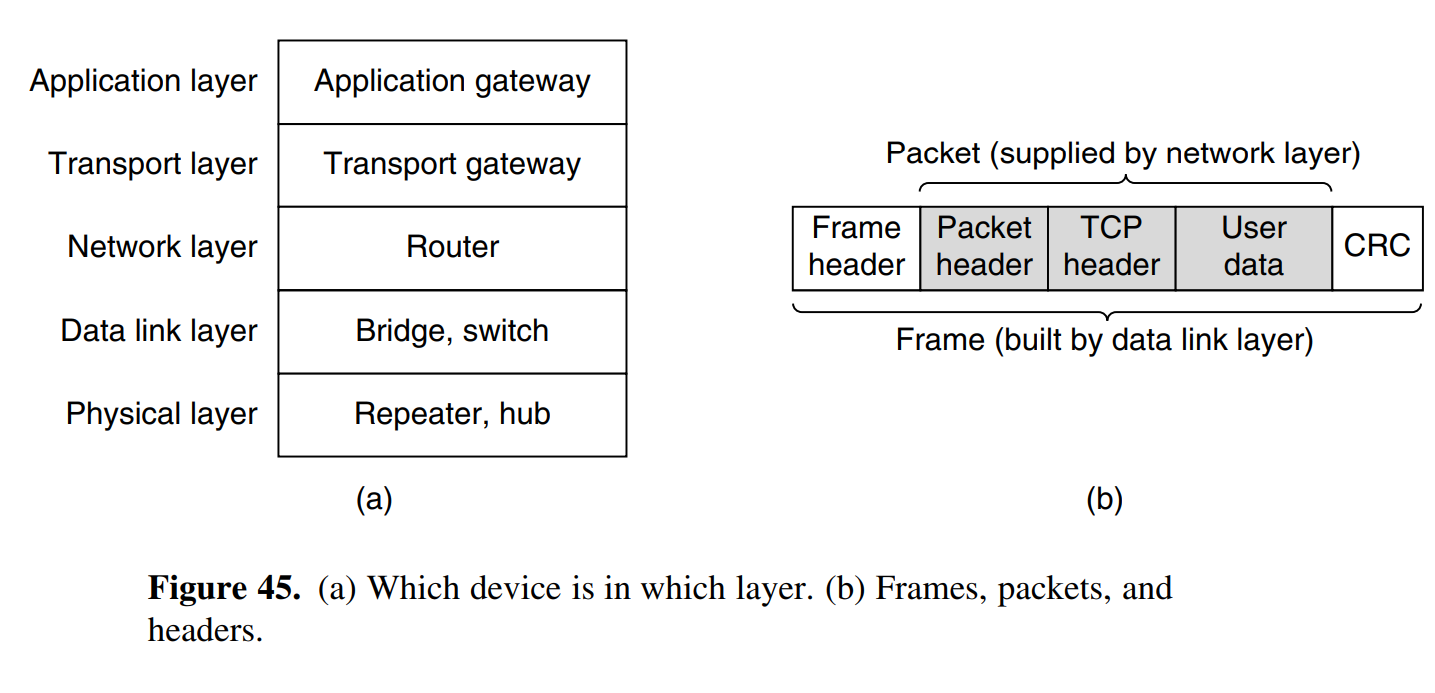 Application layer
Application gateway
Transport layer
Transport gateway
Network layer
Router
Data link layer
Bridge, switch
Physical layer
Repeater, hub
(a)
Packet (supplied by network layer)
Frame
header
Packet
header
TCP
header
User
data
CRC
Frame (built by data link layer)
(b)
Figure 45. (a) Which device is in which layer. (b) Frames, packets, and
headers.